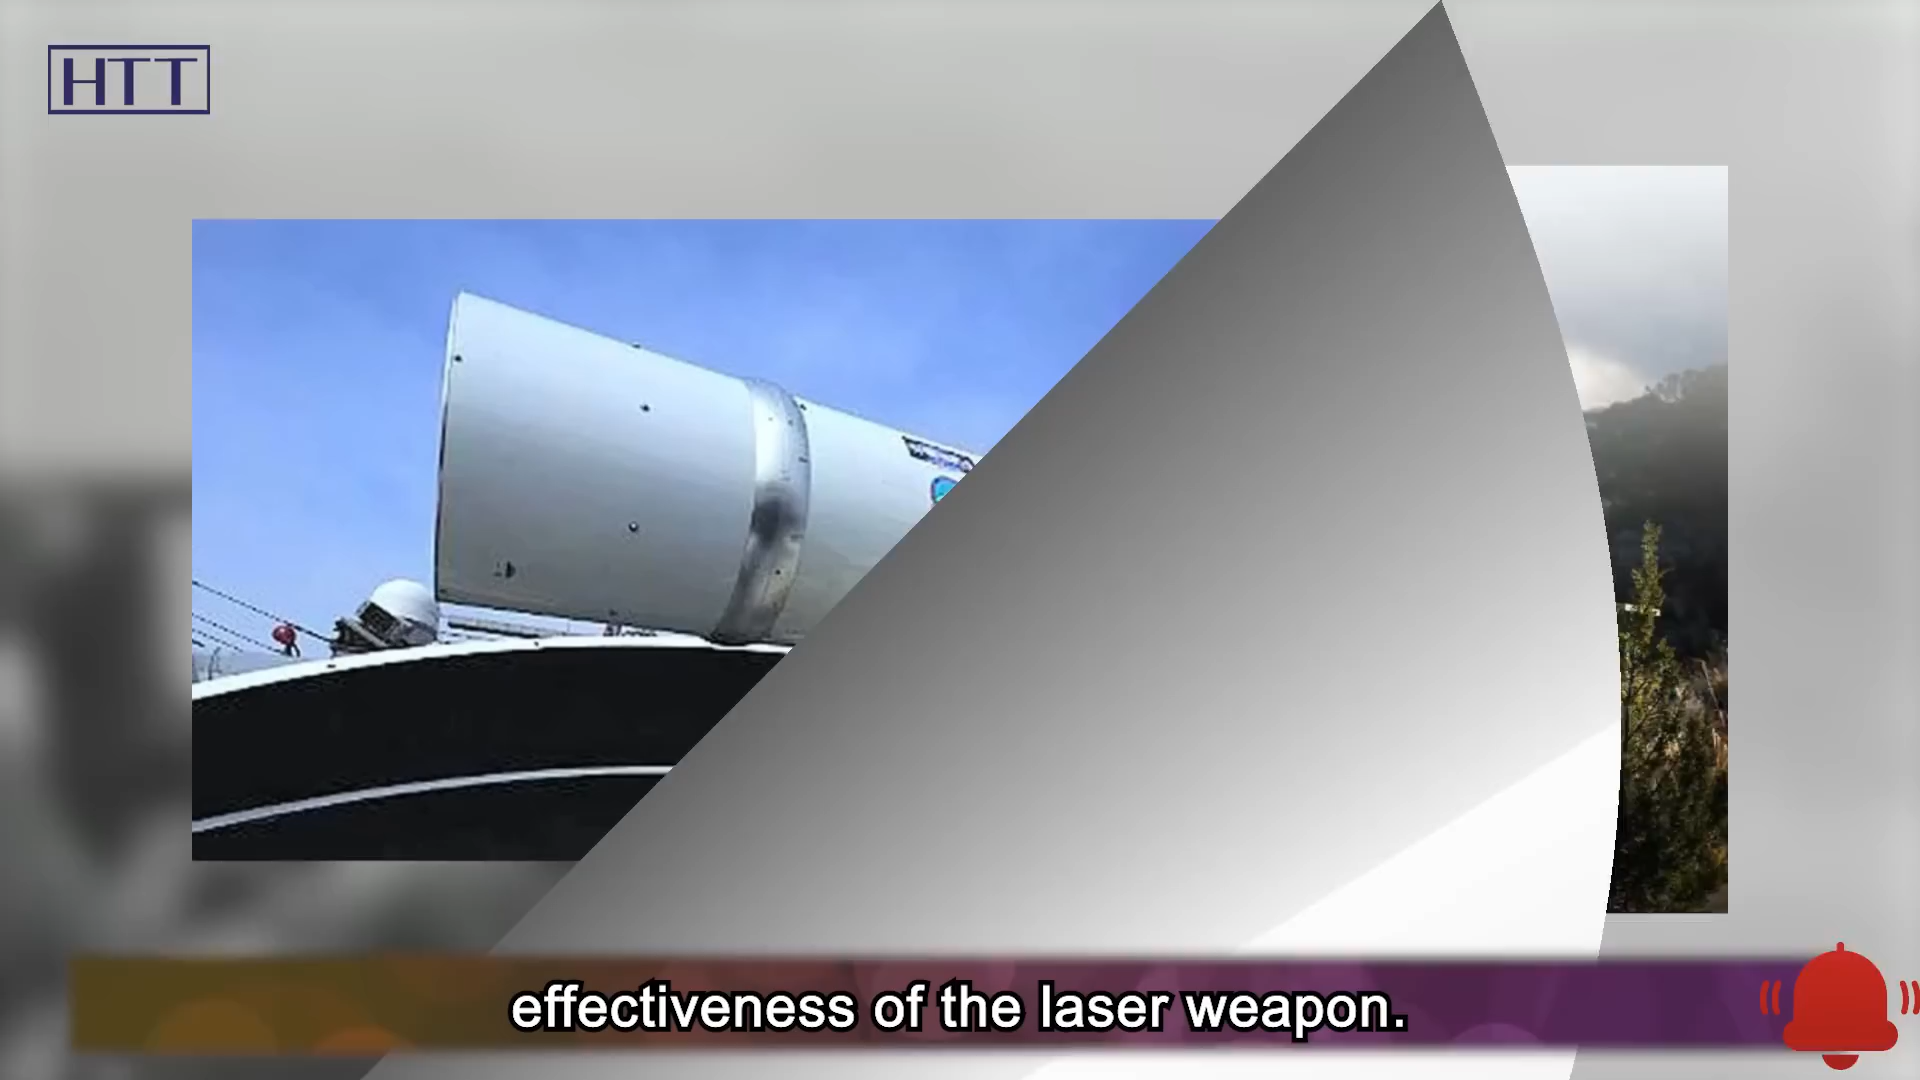 HTT
effectiveness of the laser weapon.